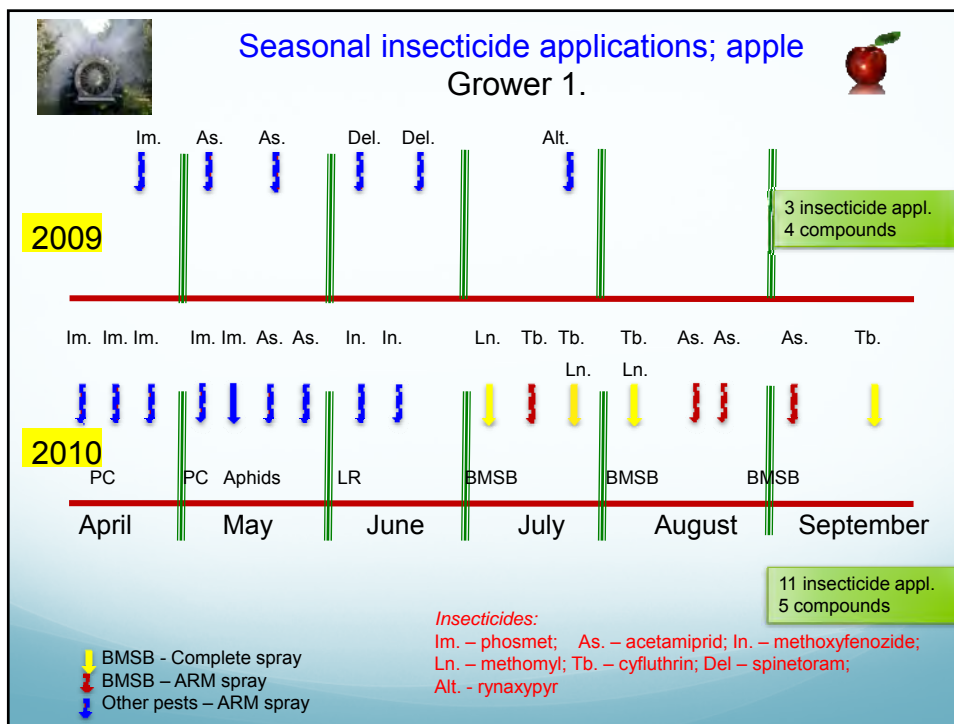 Seasonal insecticide applications; apple
Grower 1.
Im. As. As. Del. Del. Alt.
3 insecticide appl.
4 compounds
2009
Im. Im. Im. Im. Im. As. As. In. In. Ln. Tb. Tb. Tb. As. As. As. Tb.
Ln. Ln.
2010
PC PC Aphids LR BMSB BMSB BMSB
April May June July August September
11 insecticide appl.
5 compounds
Insecticides:
Im. – phosmet; As. – acetamiprid; In. – methoxyfenozide;
Ln. – methomyl; Tb. – cyfluthrin; Del – spinetoram;
Alt. - rynaxypyr
BMSB - Complete spray
BMSB – ARM spray
Other pests – ARM spray